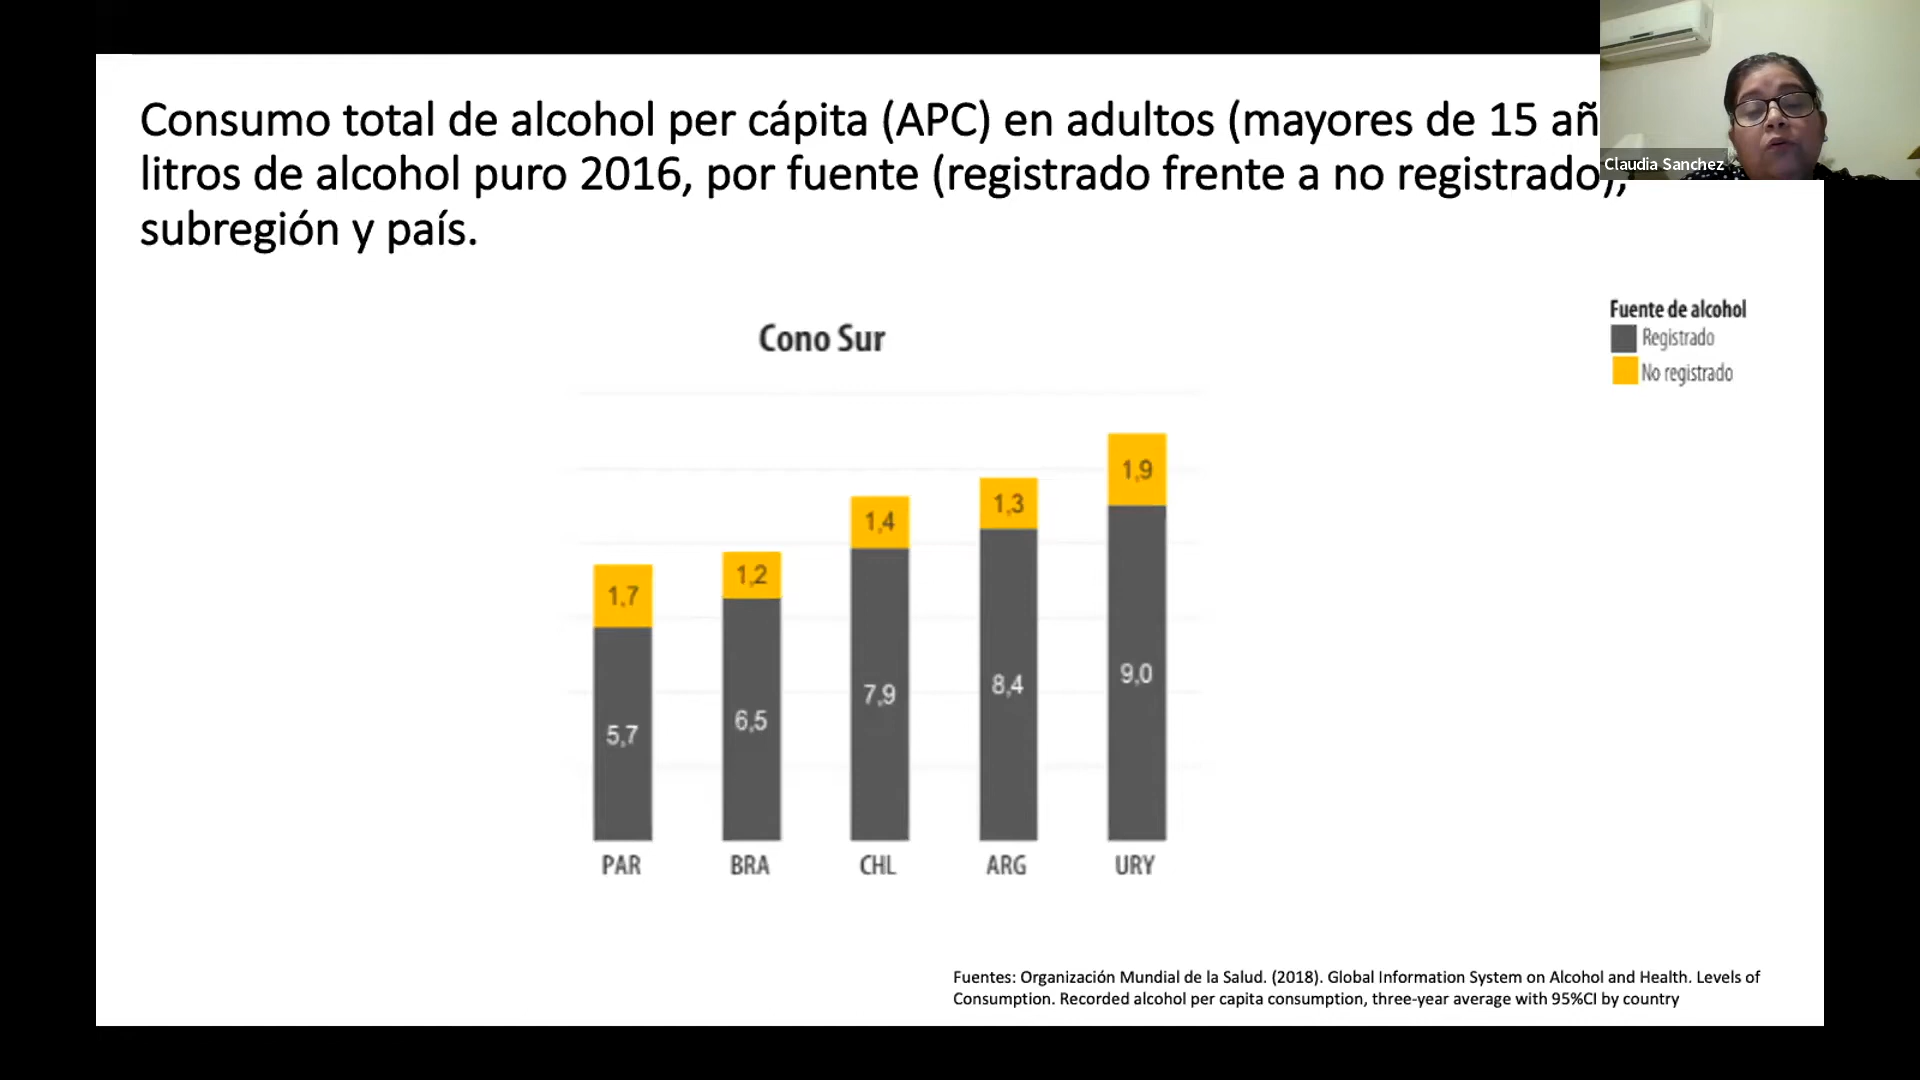 Consumo total de alcohol per cápita (APC) en adultos (mayores de 15
litros de alcohol puro 2016, por fuente (registrado frente a no registrado),
subregión y país.
Claudia Sanchez
Cono Sur
Fuente de alcohol
Registrado
No registrado
1,7
1,2
1,4
1,3
1,9
5,7
6,5
7,9
8,4
9,0
PAR
BRA
CHL
ARG
URY
Fuentes: Organización Mundial de la Salud. (2018). Global Information System on Alcohol and Health. Levels of
Consumption. Recorded alcohol per capita consumption, three-year average with 95%CI by country